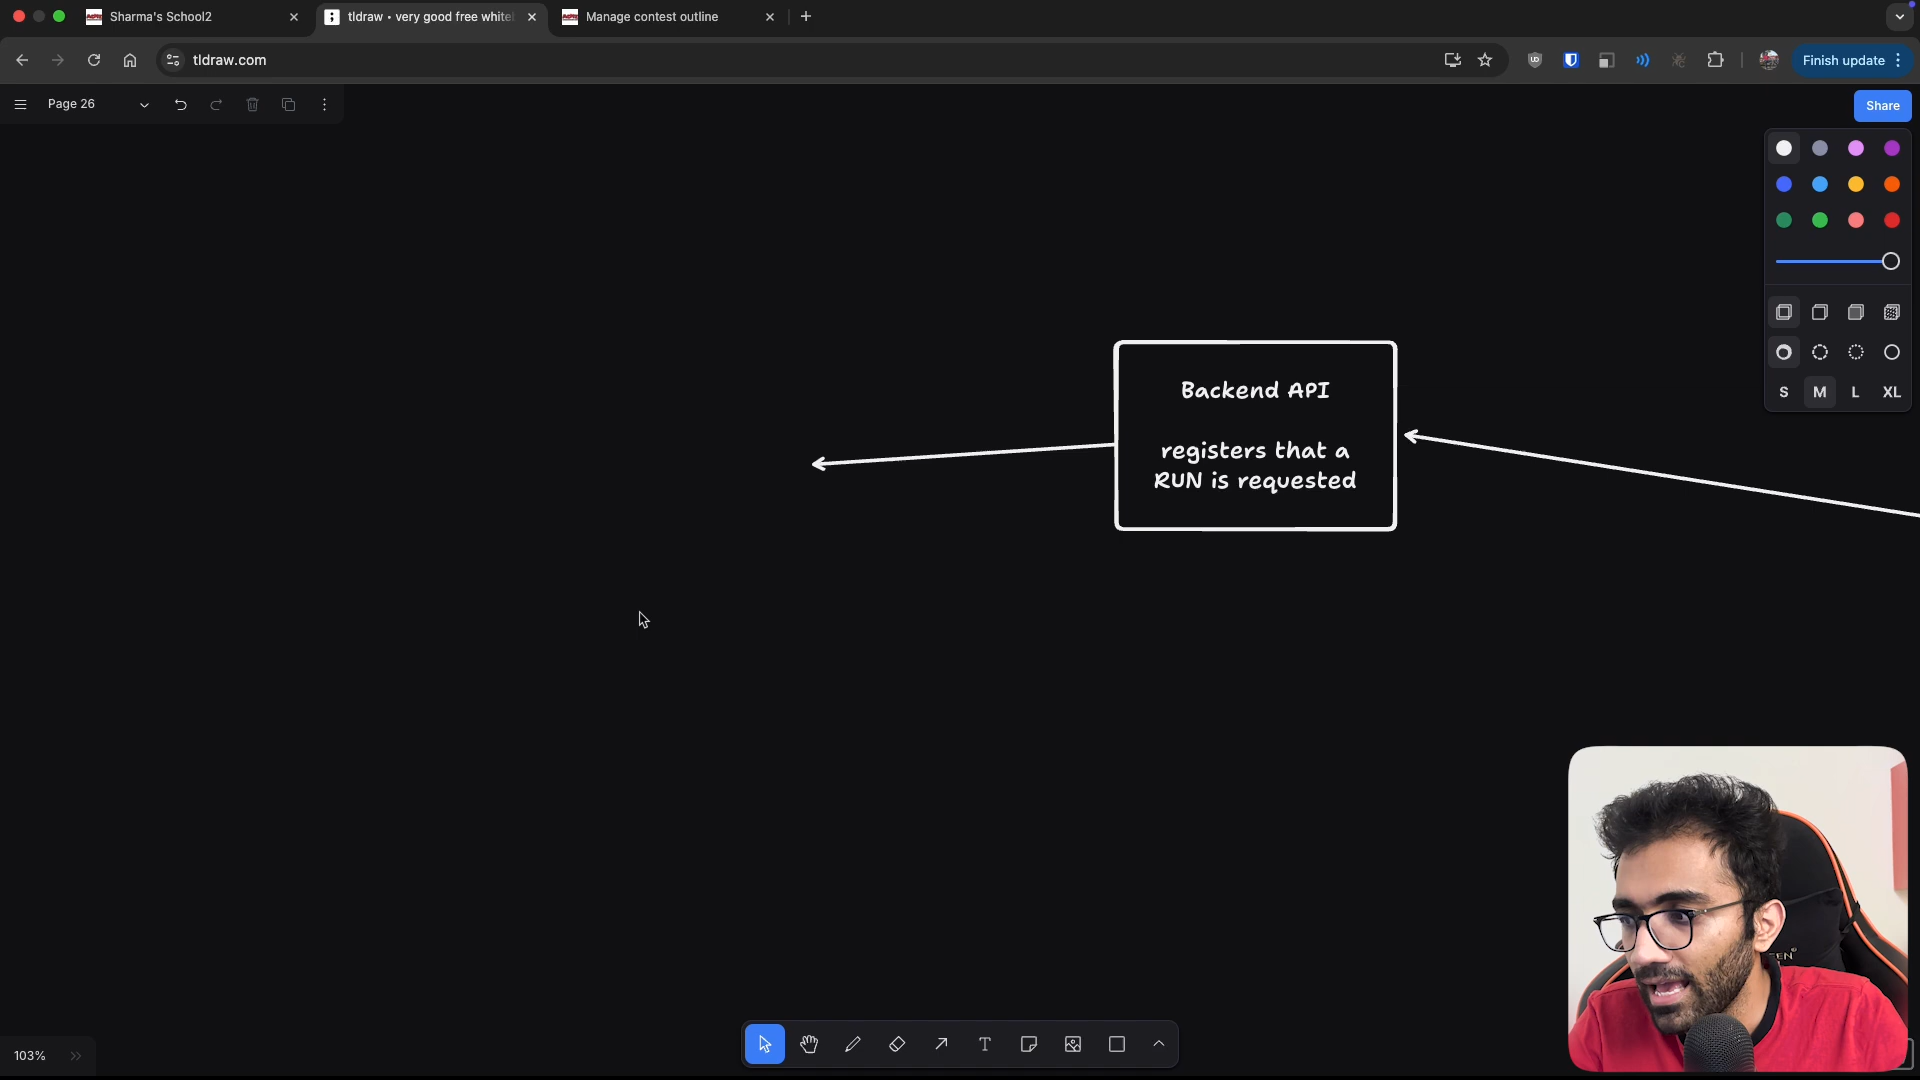 Sharma's School2
tldraw • very good free white
Manage contest outline
tldraw.com
Finish update
Page 26
Share
S M L XL
Backend API
registers that a
RUN is requested
103%